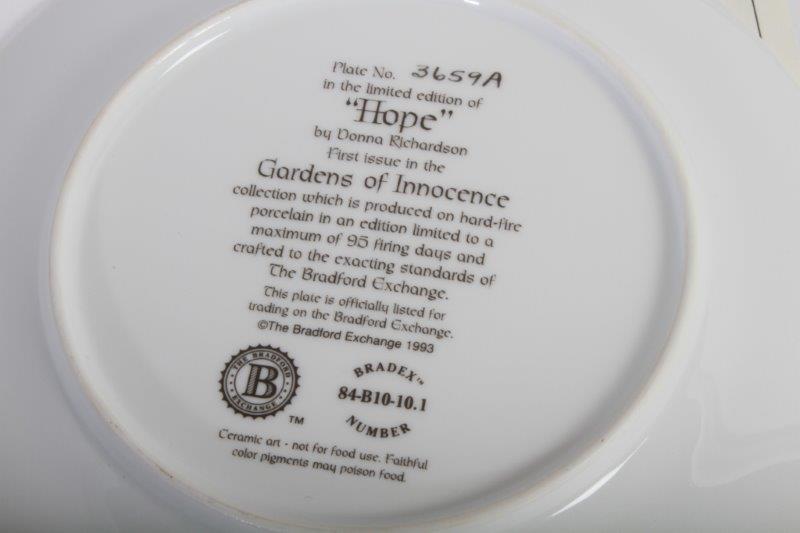 Plate No. 3659A
in the limited edition of
"Hope"
by Donna Richardson
First issue in the
Gardens of Innocence
collection which is produced on hard-fire
porcelain in an edition limited to a
maximum of 95 firing days and
crafted to the exacting standards of
The Bradford Exchange.
This plate is officially listed for
trading on the Bradford Exchange.
©The Bradford Exchange 1993
THE BRADFORD
B
EXCHANGE
TM
BRADEX™
84-B10-10.1
NUMBER
Ceramic art - not for food use. Faithful
color pigments may poison food.